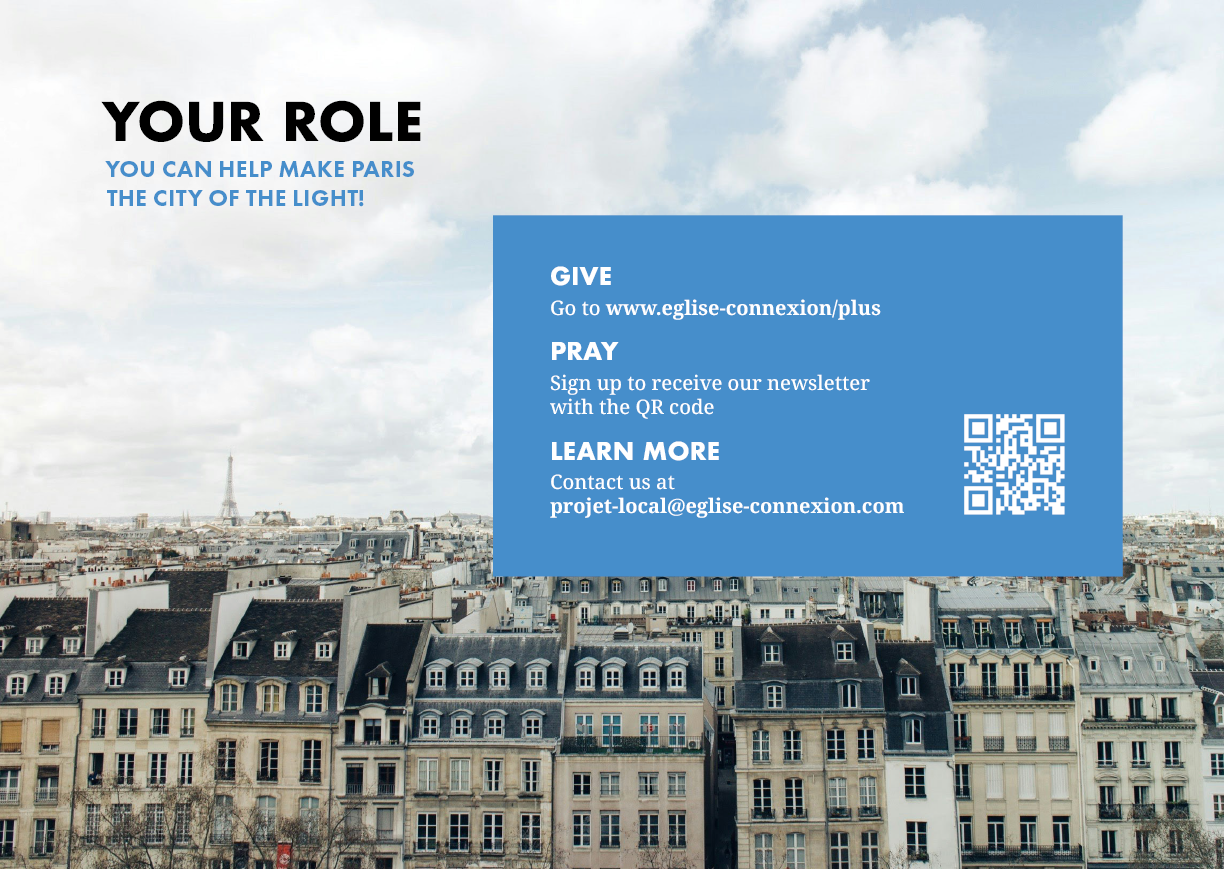 YOUR ROLE
YOU CAN HELP MAKE PARIS
THE CITY OF THE LIGHT!
GIVE
Go to www.eglise-connexion/plus
PRAY
Sign up to receive our newsletter
with the QR code
LEARN MORE
Contact us at
projet-local@eglise-connexion.com